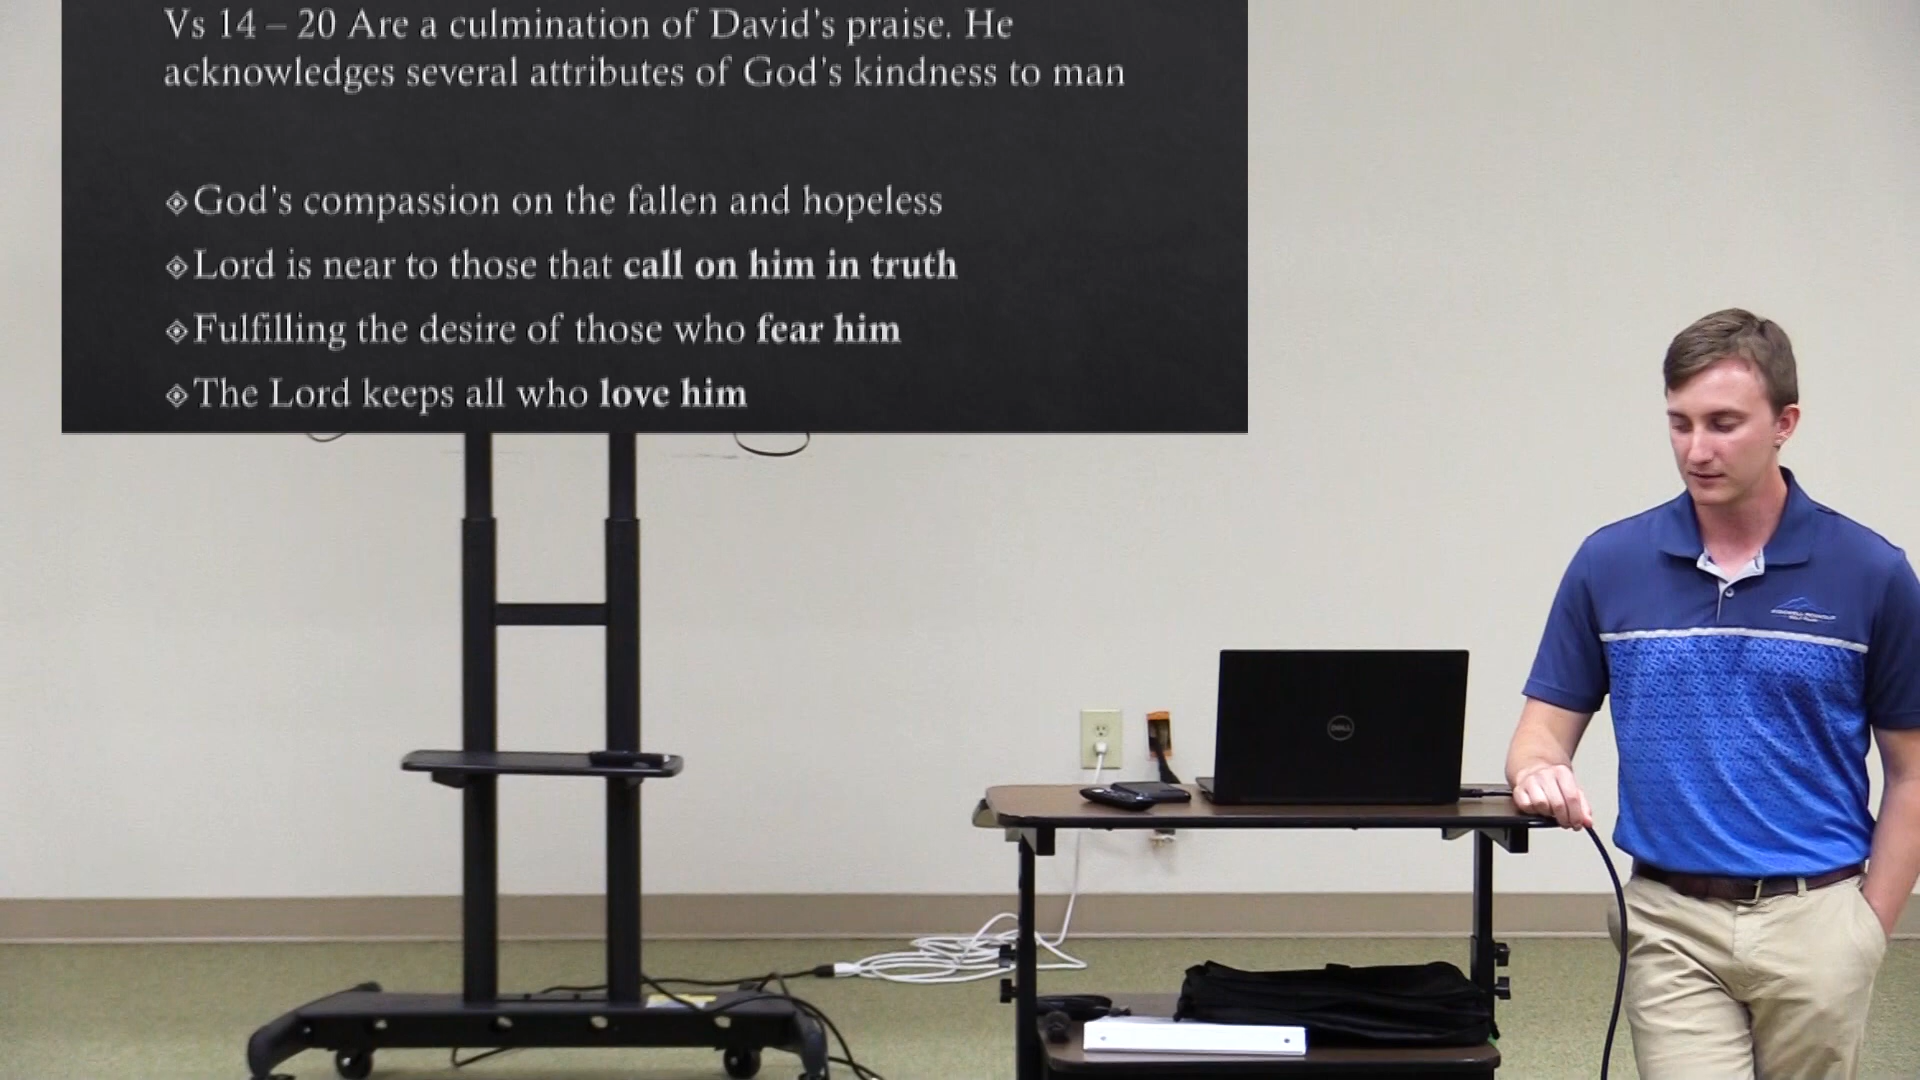 Vs 14 – 20 Are a culmination of David's praise. He
acknowledges several attributes of God's kindness to man
God's compassion on the fallen and hopeless
Lord is near to those that call on him in truth
Fulfilling the desire of those who fear him
The Lord keeps all who love him
DELL